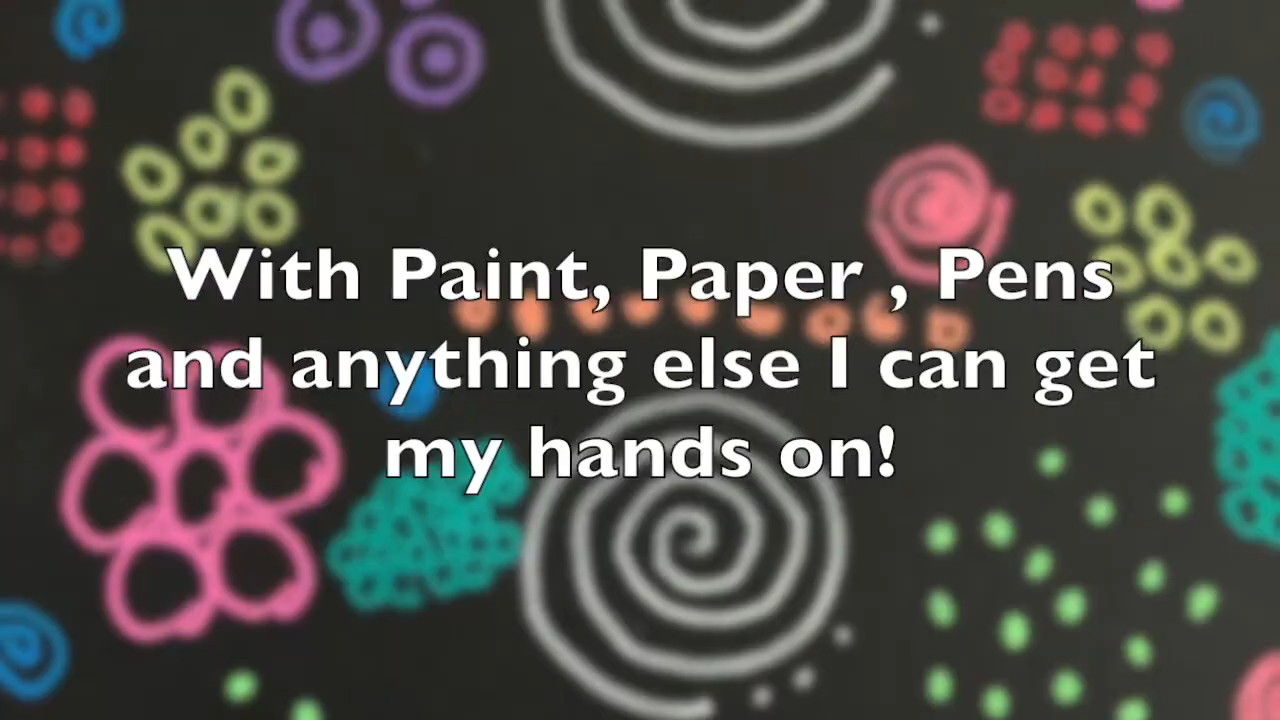 With Paint, Paper , Pens
and anything else I can get
my hands on!